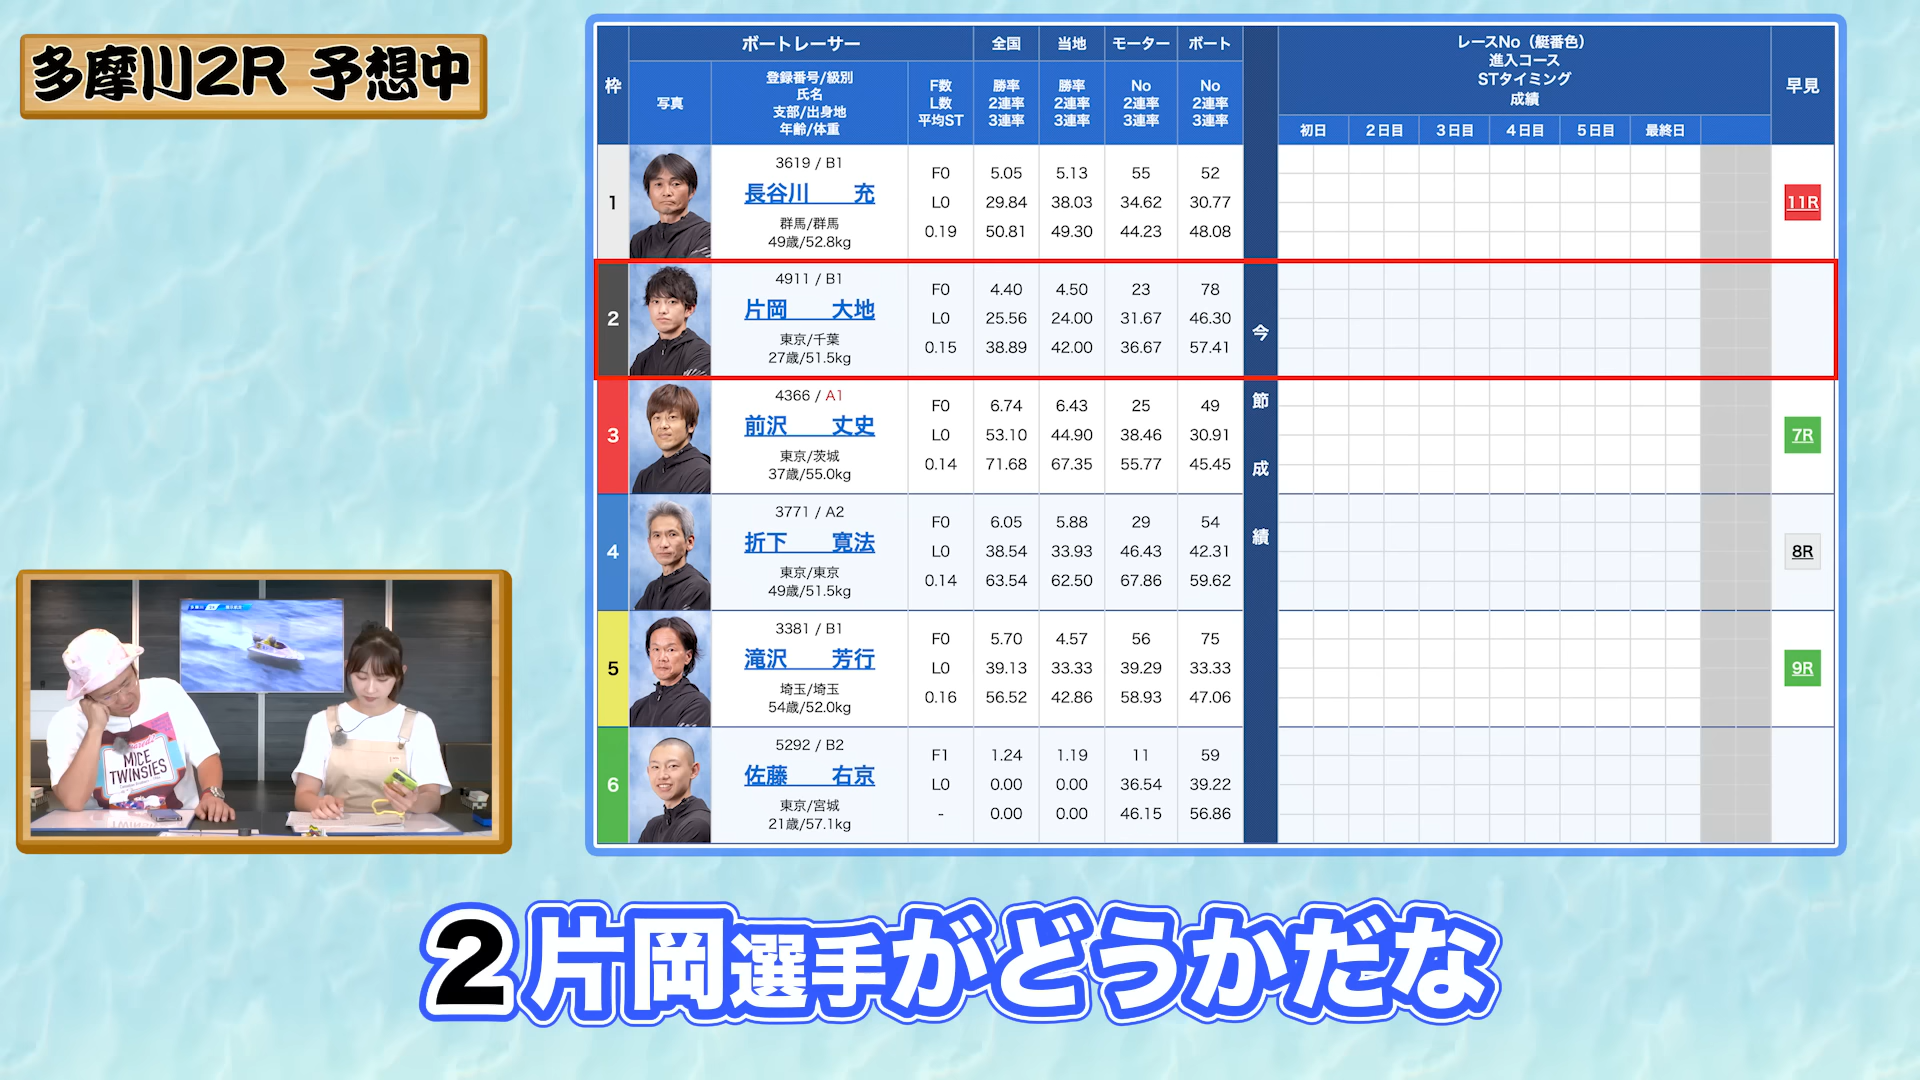 多摩川2R 予想中
枠
ボートレーサー
全国
当地
モーター
ボート
写真
登録番号/級別
氏名
支部/出身地
年齢/体重
F数
L数
平均ST
勝率
2連率
3連率
勝率
2連率
3連率
No
2連率
3連率
No
2連率
3連率
レースNo（艇番色）
進入コース
STタイミング
成績
初日
2日目
3日目
4日目
5日目
最終日
早見
今節成績
1
3619 / B1
長谷川 充
群馬/群馬
49歳/52.8kg
F0
L0
0.19
5.05
29.84
50.81
5.13
38.03
49.30
55
34.62
44.23
52
30.77
48.08
11R
2
4911 / B1
片岡 大地
東京/千葉
27歳/51.5kg
F0
L0
0.15
4.40
25.56
38.89
4.50
24.00
42.00
23
31.67
36.67
78
46.30
57.41
3
4366 / A1
前沢 丈史
東京/茨城
37歳/55.0kg
F0
L0
0.14
6.74
53.10
71.68
6.43
44.90
67.35
25
38.46
55.77
49
30.91
45.45
7R
4
3771 / A2
折下 寛法
東京/東京
49歳/51.5kg
F0
L0
0.14
6.05
38.54
63.54
5.88
33.93
62.50
29
46.43
67.86
54
42.31
59.62
8R
5
3381 / B1
滝沢 芳行
埼玉/埼玉
54歳/52.0kg
F0
L0
0.16
5.70
39.13
56.52
4.57
33.33
42.86
56
39.29
58.93
75
33.33
47.06
9R
6
5292 / B2
佐藤 右京
東京/宮城
21歳/57.1kg
F1
L0
-
1.24
0.00
0.00
1.19
0.00
0.00
11
36.54
46.15
59
39.22
56.86
MICE
TWINSIES
2片岡選手がどうかだな